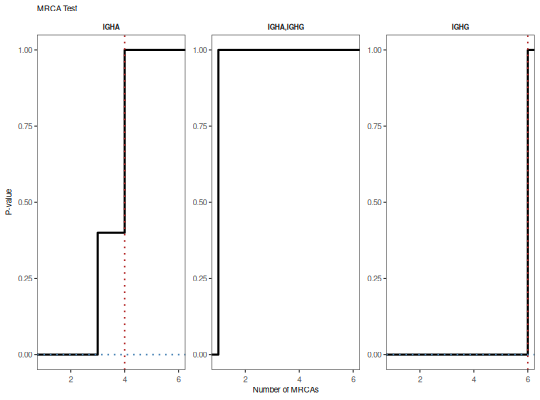 MRCA Test
IGHA IGHA,IGHG IGHG
1.00 1.00 1.00
0.75 0.75 0.75
P-value
0.50 0.50 0.50
0.25 0.25 0.25
0.00 0.00 0.00
2 4 6 2 4 6 2 4 6
Number of MRCAs